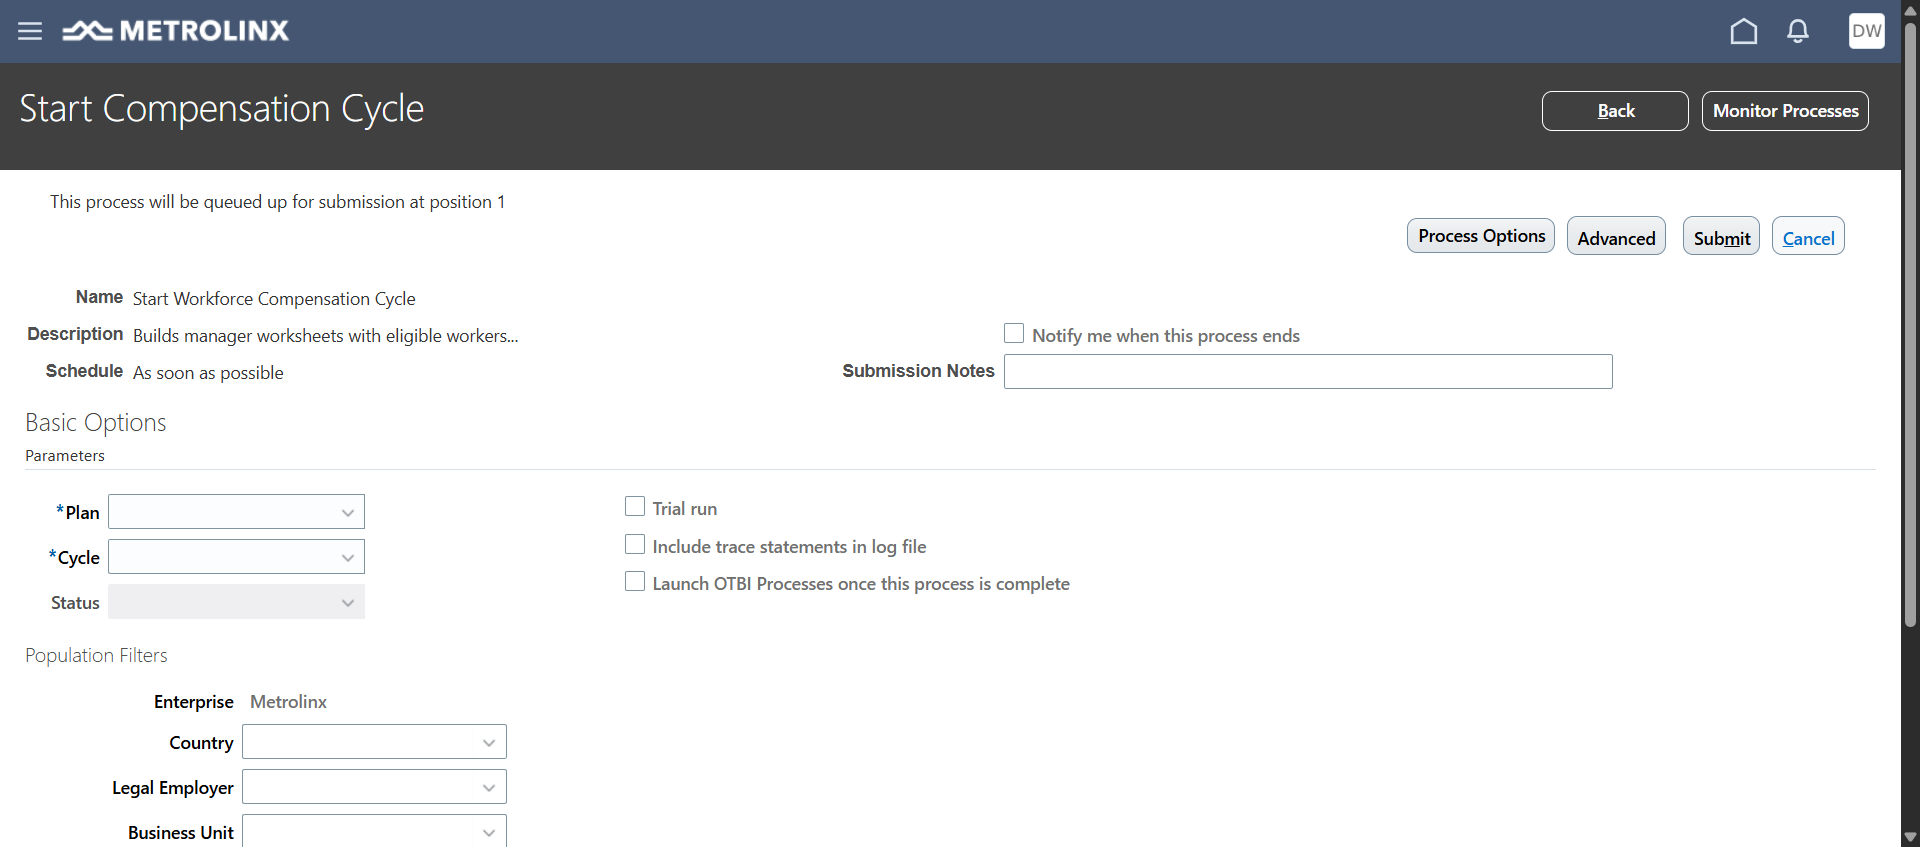 METROLINX
DW
Start Compensation Cycle
Back
Monitor Processes
This process will be queued up for submission at position 1
Process Options
Advanced
Submit
Cancel
Name Start Workforce Compensation Cycle
Description Builds manager worksheets with eligible workers...
Notify me when this process ends
Schedule As soon as possible
Submission Notes
Basic Options
Parameters
*Plan
Trial run
*Cycle
Include trace statements in log file
Launch OTBI Processes once this process is complete
Status
Population Filters
Enterprise Metrolinx
Country
Legal Employer
Business Unit